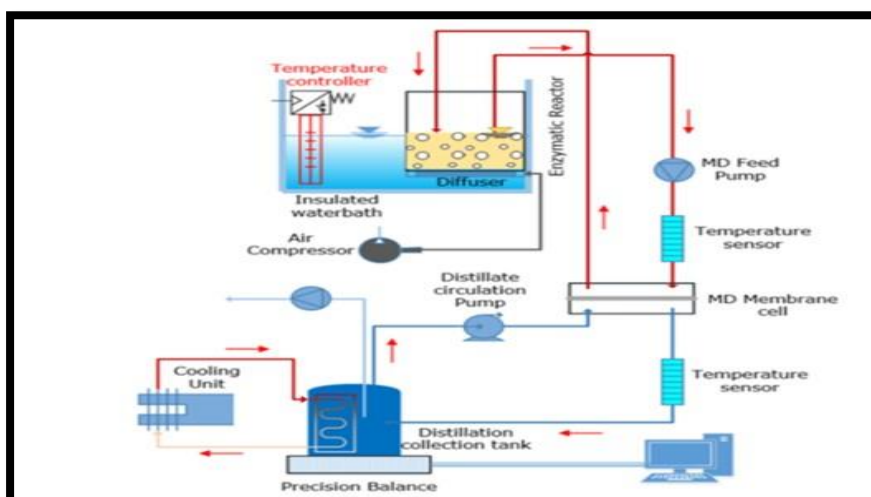 Temperature
controller
Enzymatic Reactor
Diffuser
Insulated
waterbath
Air
Compressor
MD Feed
Pump
Temperature
sensor
Distillate
circulation
Pump
MD Membrane
cell
Cooling
Unit
Temperature
sensor
Distillation
collection tank
Precision Balance